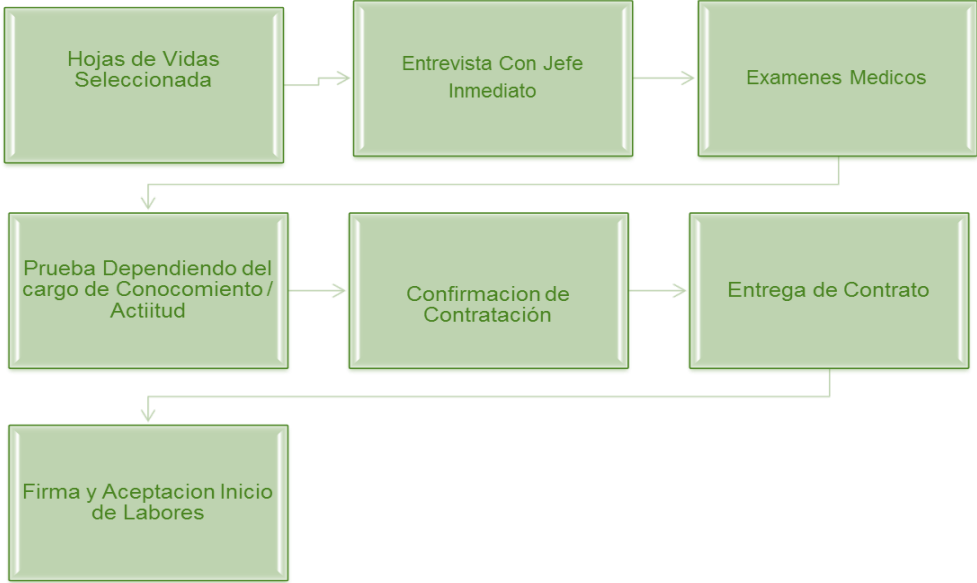 Hojas de Vidas
Seleccionada
Entrevista Con Jefe
Inmediato
Examenes Medicos
Prueba Dependiendo del
cargo de Conocomiento /
Actiitud
Confirmacion de
Contratación
Entrega de Contrato
Firma y Aceptacion Inicio
de Labores